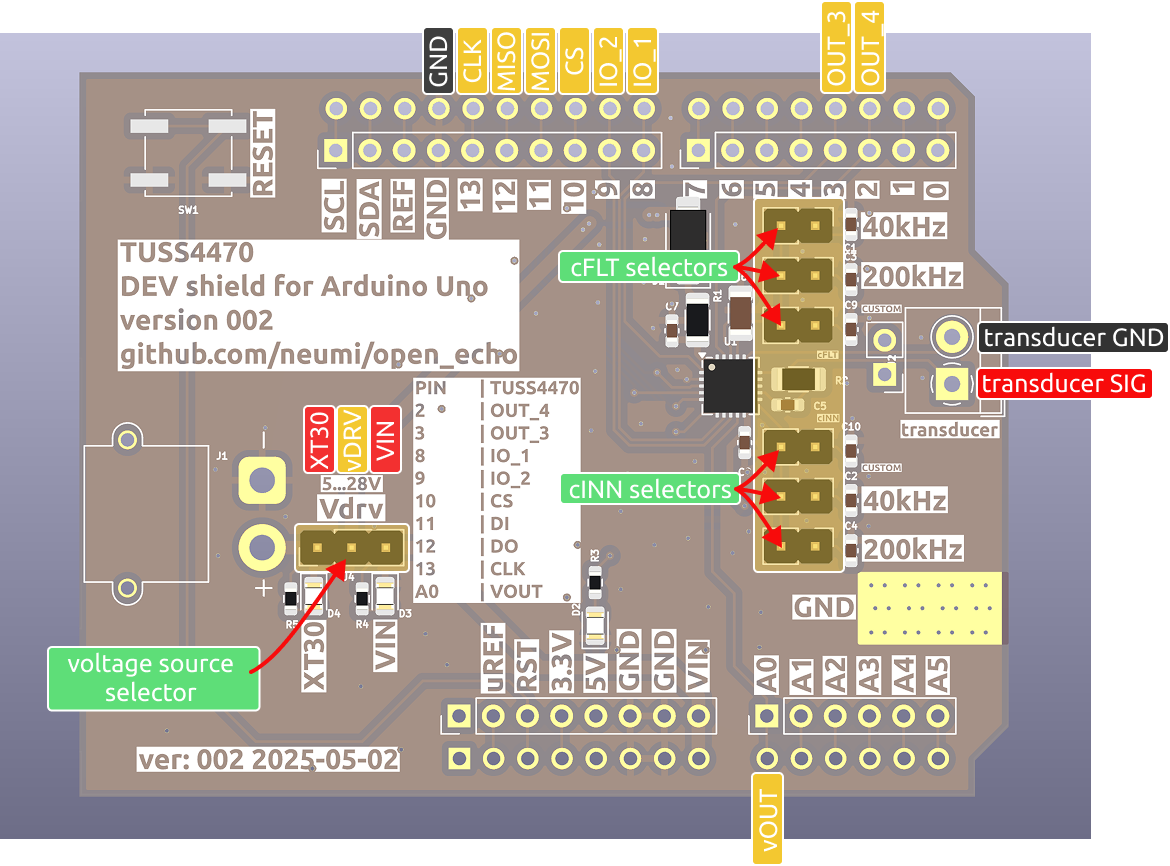 OUT_3
OUT_4
GND
CLK
MISO
MOSI
CS
IO_2
IO_1
RESET
SW1
SCL
SDA
REF
GND
13
12
11
10
9
8
7
6
5
4
3
2
1
0
40kHz
200kHz
cFLT selectors
TUSS4470
DEV shield for Arduino Uno
version 002
github.com/neumi/open_echo
C7
R1
U1
C9
CUSTOM
cFLT
transducer GND
transducer SIG
transducer
C5
cINN
C10
CUSTOM
C2
40kHz
C4
200kHz
cINN selectors
PIN | TUSS4470
2 | OUT_4
3 | OUT_3
8 | IO_1
9 | IO_2
10 | CS
11 | DI
12 | DO
13 | CLK
A0 | VOUT
XT30
vDRV
VIN
J1
5...28V
Vdrv
D4
R4
D3
R3
D2
XT30
VIN
voltage source
selector
GND
UREF
RST
3.3V
5V
GND
GND
VIN
A0
A1
A2
A3
A4
A5
ver: 002 2025-05-02
vOUT